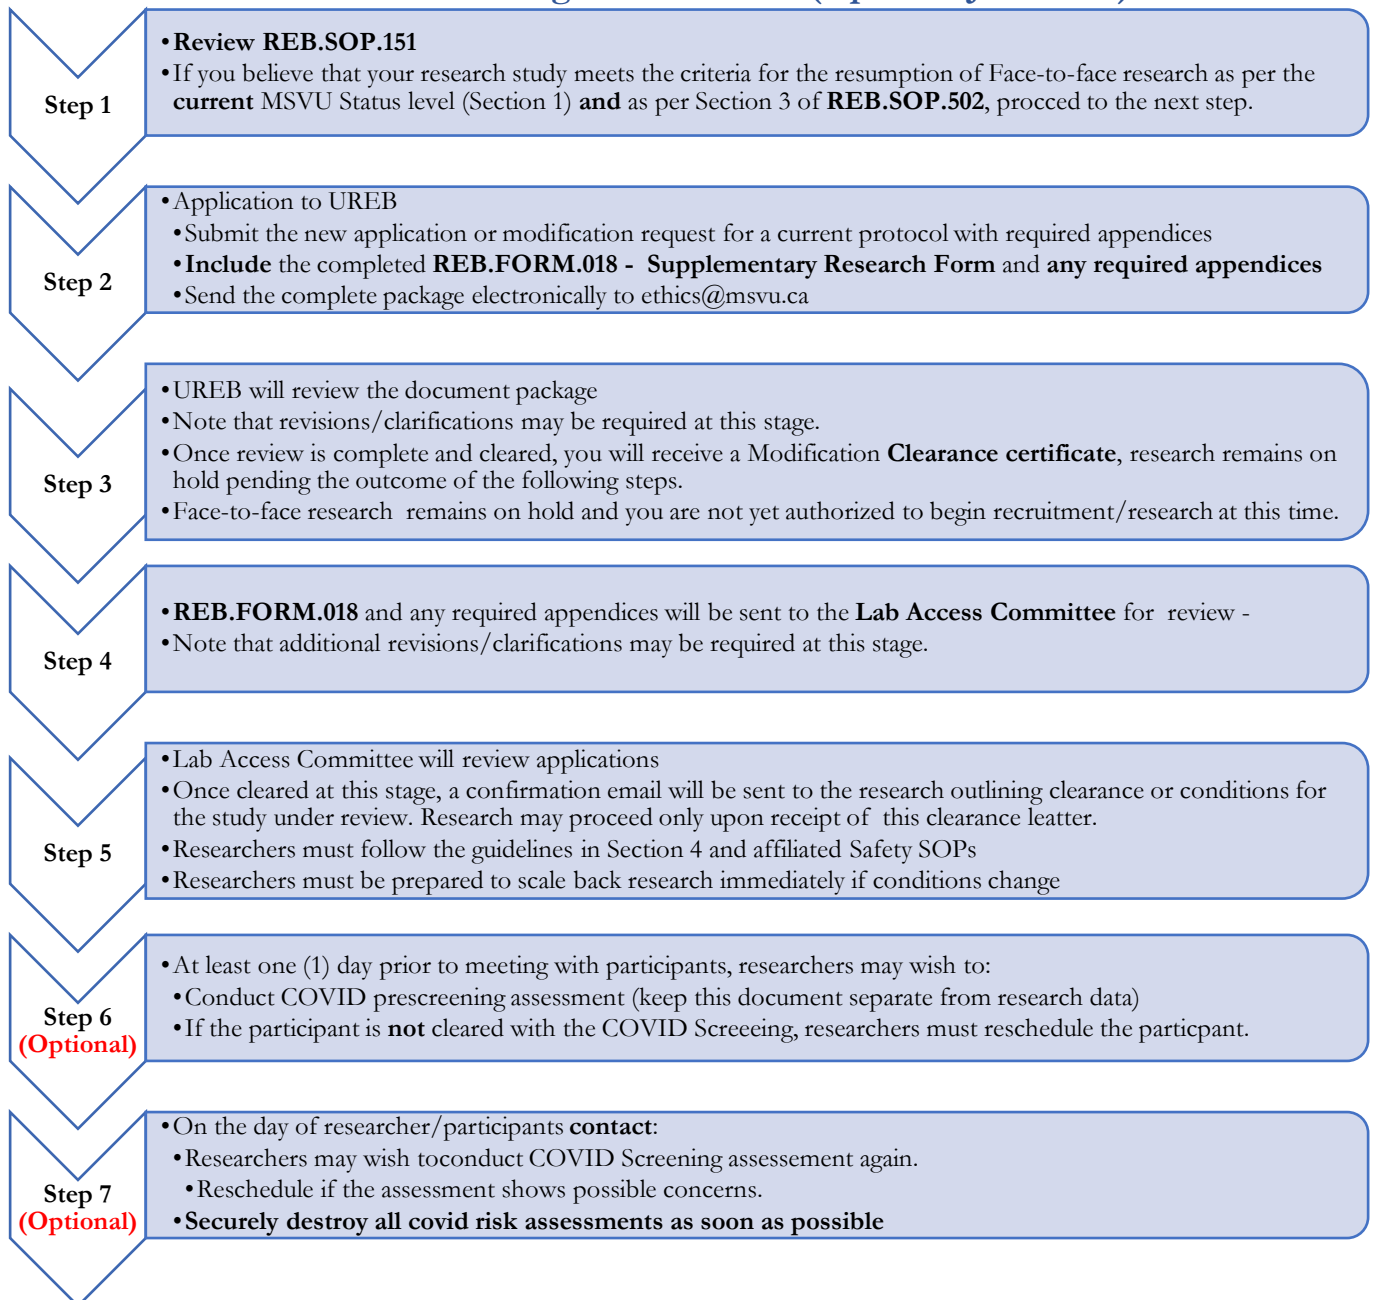 Step 1
•Review REB.SOP.151
•If you believe that your research study meets the criteria for the resumption of Face-to-face research as per the
current MSVU Status level (Section 1) and as per Section 3 of REB.SOP.502, procced to the next step.
Step 2
•Application to UREB
•Submit the new application or modification request for a current protocol with required appendices
•Include the completed REB.FORM.018 - Supplementary Research Form and any required appendices
•Send the complete package electronically to ethics@msvu.ca
Step 3
•UREB will review the document package
•Note that revisions/clarifications may be required at this stage.
•Once review is complete and cleared, you will receive a Modification Clearance certificate, research remains on
hold pending the outcome of the following steps.
•Face-to-face research remains on hold and you are not yet authorized to begin recruitment/research at this time.
Step 4
•REB.FORM.018 and any required appendices will be sent to the Lab Access Committee for review -
•Note that additional revisions/clarifications may be required at this stage.
Step 5
•Lab Access Committee will review applications
•Once cleared at this stage, a confirmation email will be sent to the research outlining clearance or conditions for
the study under review. Research may proceed only upon receipt of this clearance leatter.
•Researchers must follow the guidelines in Section 4 and affiliated Safety SOPs
•Researchers must be prepared to scale back research immediately if conditions change
Step 6
(Optional)
•At least one (1) day prior to meeting with participants, researchers may wish to:
•Conduct COVID prescreening assessment (keep this document separate from research data)
•If the participant is not cleared with the COVID Screeeing, researchers must reschedule the particpant.
Step 7
(Optional)
•On the day of researcher/participants contact:
•Researchers may wish toconduct COVID Screening assessement again.
•Reschedule if the assessment shows possible concerns.
•Securely destroy all covid risk assessments as soon as possible